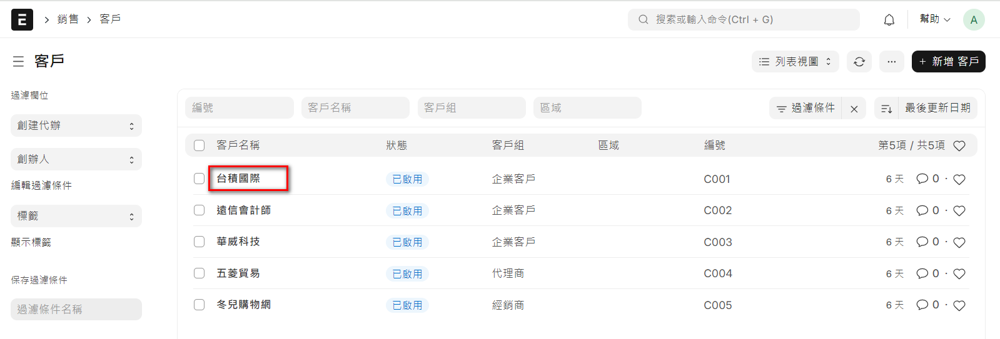 E 銷售 客戶 搜索或輸入命令(Ctrl + G) 幫助 A
客戶 列表視圖 ... + 新增 客戶
過濾欄位
編號 客戶名稱 客戶組 區域 過濾條件 最後更新日期
創建代辦
客戶名稱 狀態 客戶組 區域 編號 第5項 / 共5項
創辦人
台積國際 已啟用 企業客戶 C001 6 天 0 ·
編輯過濾條件
遠信會計師 已啟用 企業客戶 C002 6 天 0 ·
標籤
華威科技 已啟用 企業客戶 C003 6 天 0 ·
顯示標籤
五菱貿易 已啟用 代理商 C004 6 天 0 ·
保存過濾條件
冬兒購物網 已啟用 經銷商 C005 6 天 0 ·
過濾條件名稱